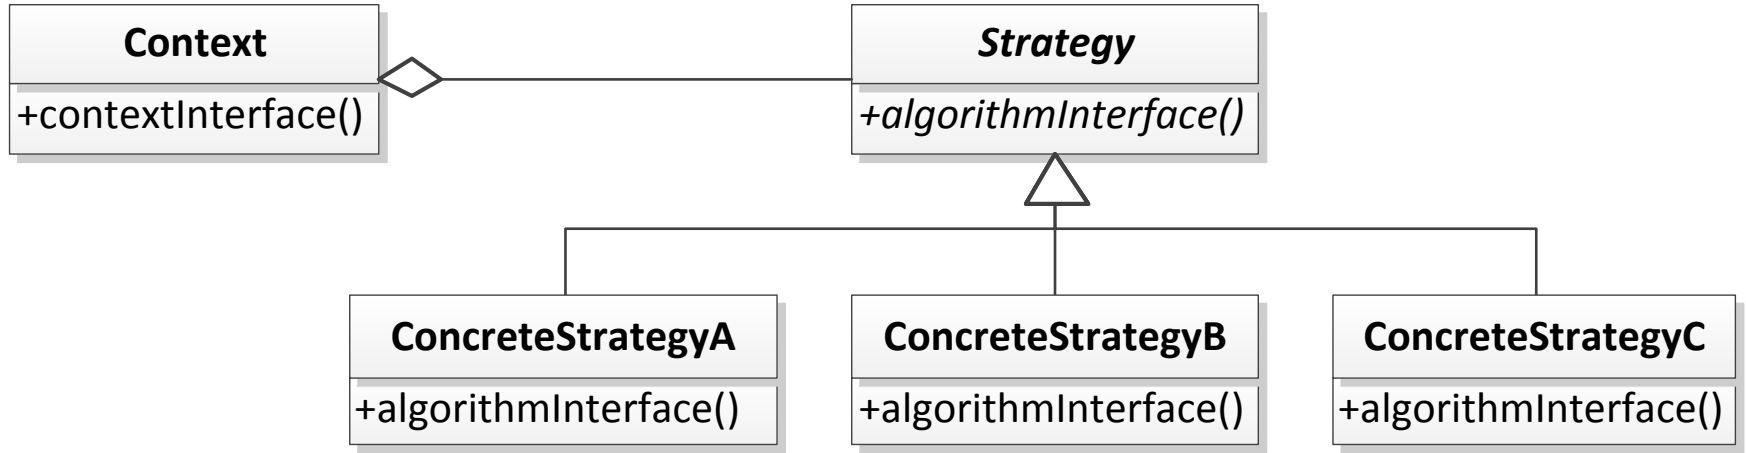 Context
+contextInterface()
Strategy
+algorithmInterface()
ConcreteStrategyA
+algorithmInterface()
ConcreteStrategyB
+algorithmInterface()
ConcreteStrategyC
+algorithmInterface()